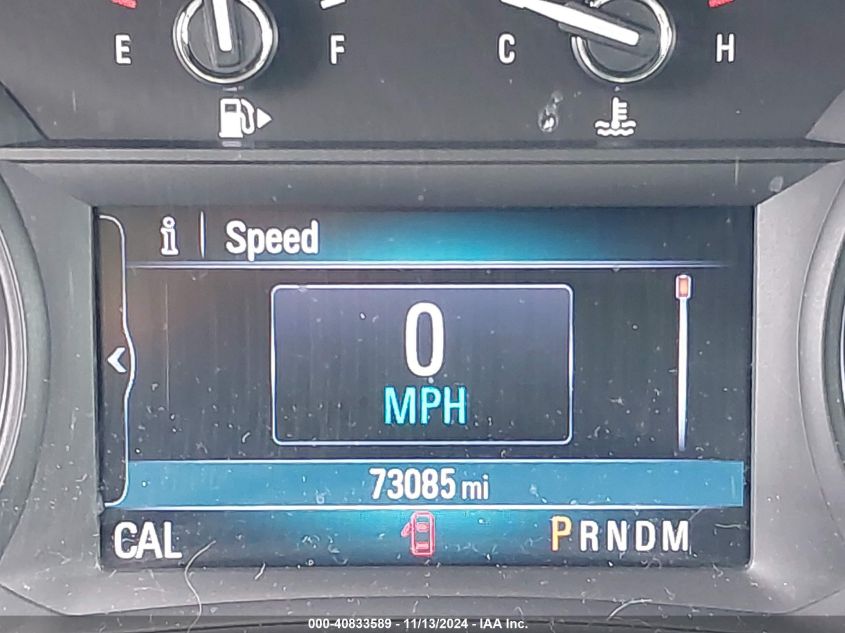 E F C H
i Speed
0
MPH
73085 mi
CAL PRNDM
000-40833589 - 11/13/2024 - IAA Inc.